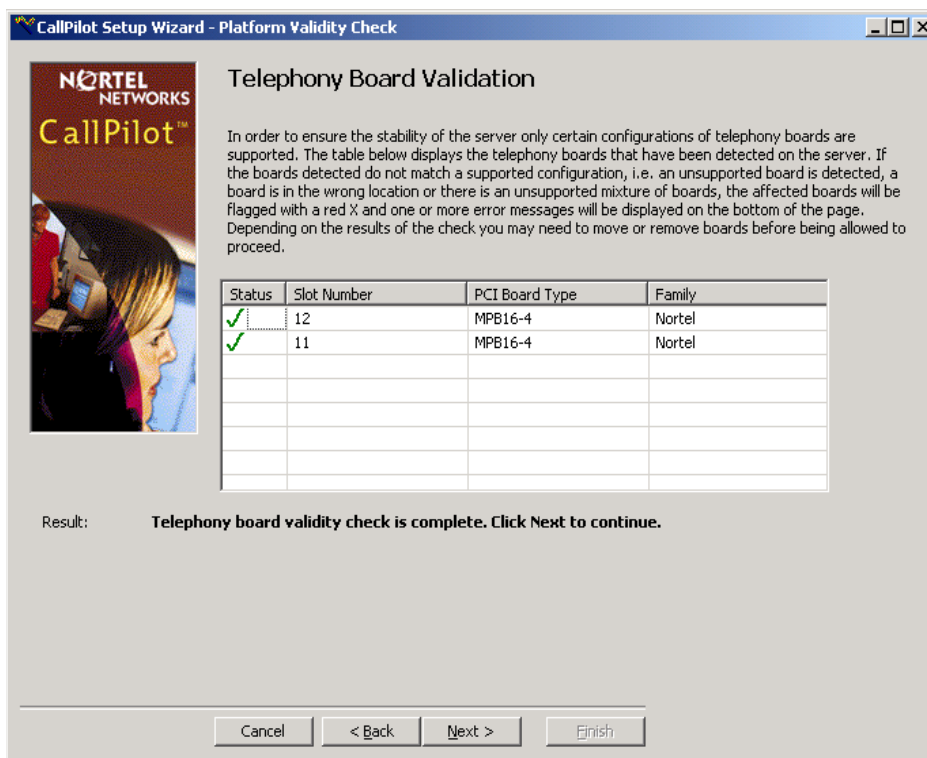 CallPilot Setup Wizard - Platform Validity Check
NORTEL
NETWORKS
CallPilot™
Telephony Board Validation
In order to ensure the stability of the server only certain configurations of telephony boards are
supported. The table below displays the telephony boards that have been detected on the server. If
the boards detected do not match a supported configuration, i.e. an unsupported board is detected, a
board is in the wrong location or there is an unsupported mixture of boards, the affected boards will be
flagged with a red X and one or more error messages will be displayed on the bottom of the page.
Depending on the results of the check you may need to move or remove boards before being allowed to
proceed.
Status Slot Number PCI Board Type Family
12 MPB16-4 Nortel
11 MPB16-4 Nortel
Result: Telephony board validity check is complete. Click Next to continue.
Cancel < Back Next > Finish